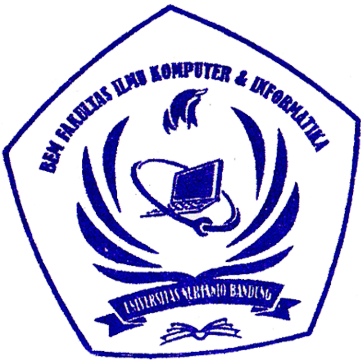 BEM FAKULTAS ILMU KOMPUTER & INFORMATIKA
UNIVERSITAS NURTANIO BANDUNG